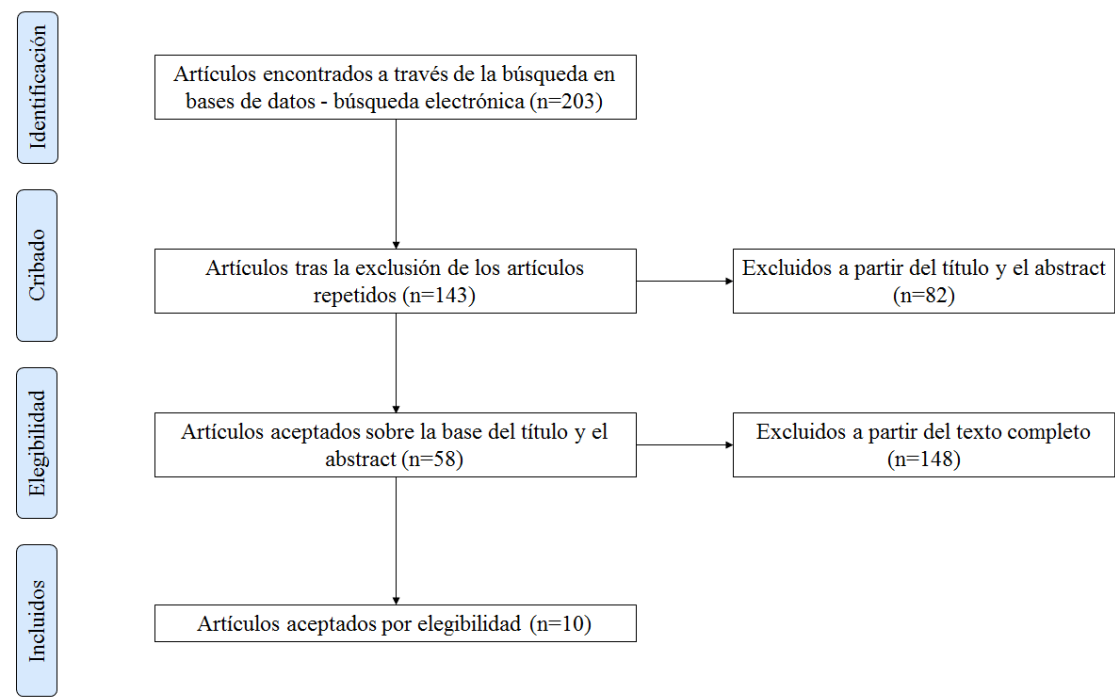 Identificación
Artículos encontrados a través de la búsqueda en
bases de datos - búsqueda electrónica (n=203)
Cribado
Artículos tras la exclusión de los artículos
repetidos (n=143)
Excluidos a partir del título y el abstract
(n=82)
Elegibilidad
Artículos aceptados sobre la base del título y el
abstract (n=58)
Excluidos a partir del texto completo
(n=148)
Incluidos
Artículos aceptados por elegibilidad (n=10)